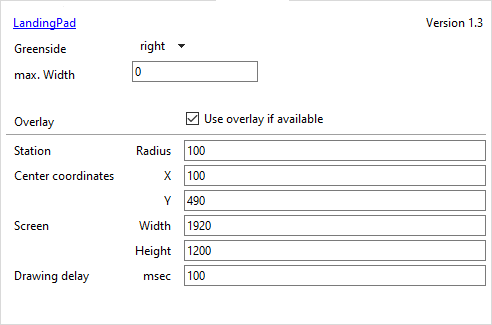 LandingPad Version 1.3
Greenside right
max. Width 0
Overlay Use overlay if available
Station Radius 100
Center coordinates X 100
Y 490
Screen Width 1920
Height 1200
Drawing delay msec 100